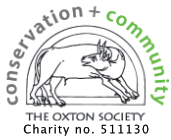 conservation + community
THE OXTON SOCIETY
Charity no. 511130